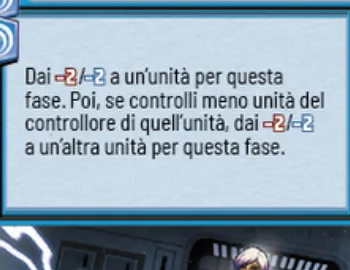 Dai -2/-2 a un'unità per questa
fase. Poi, se controlli meno unità del
controllore di quell'unità, dai -2/-2
a un'altra unità per questa fase.